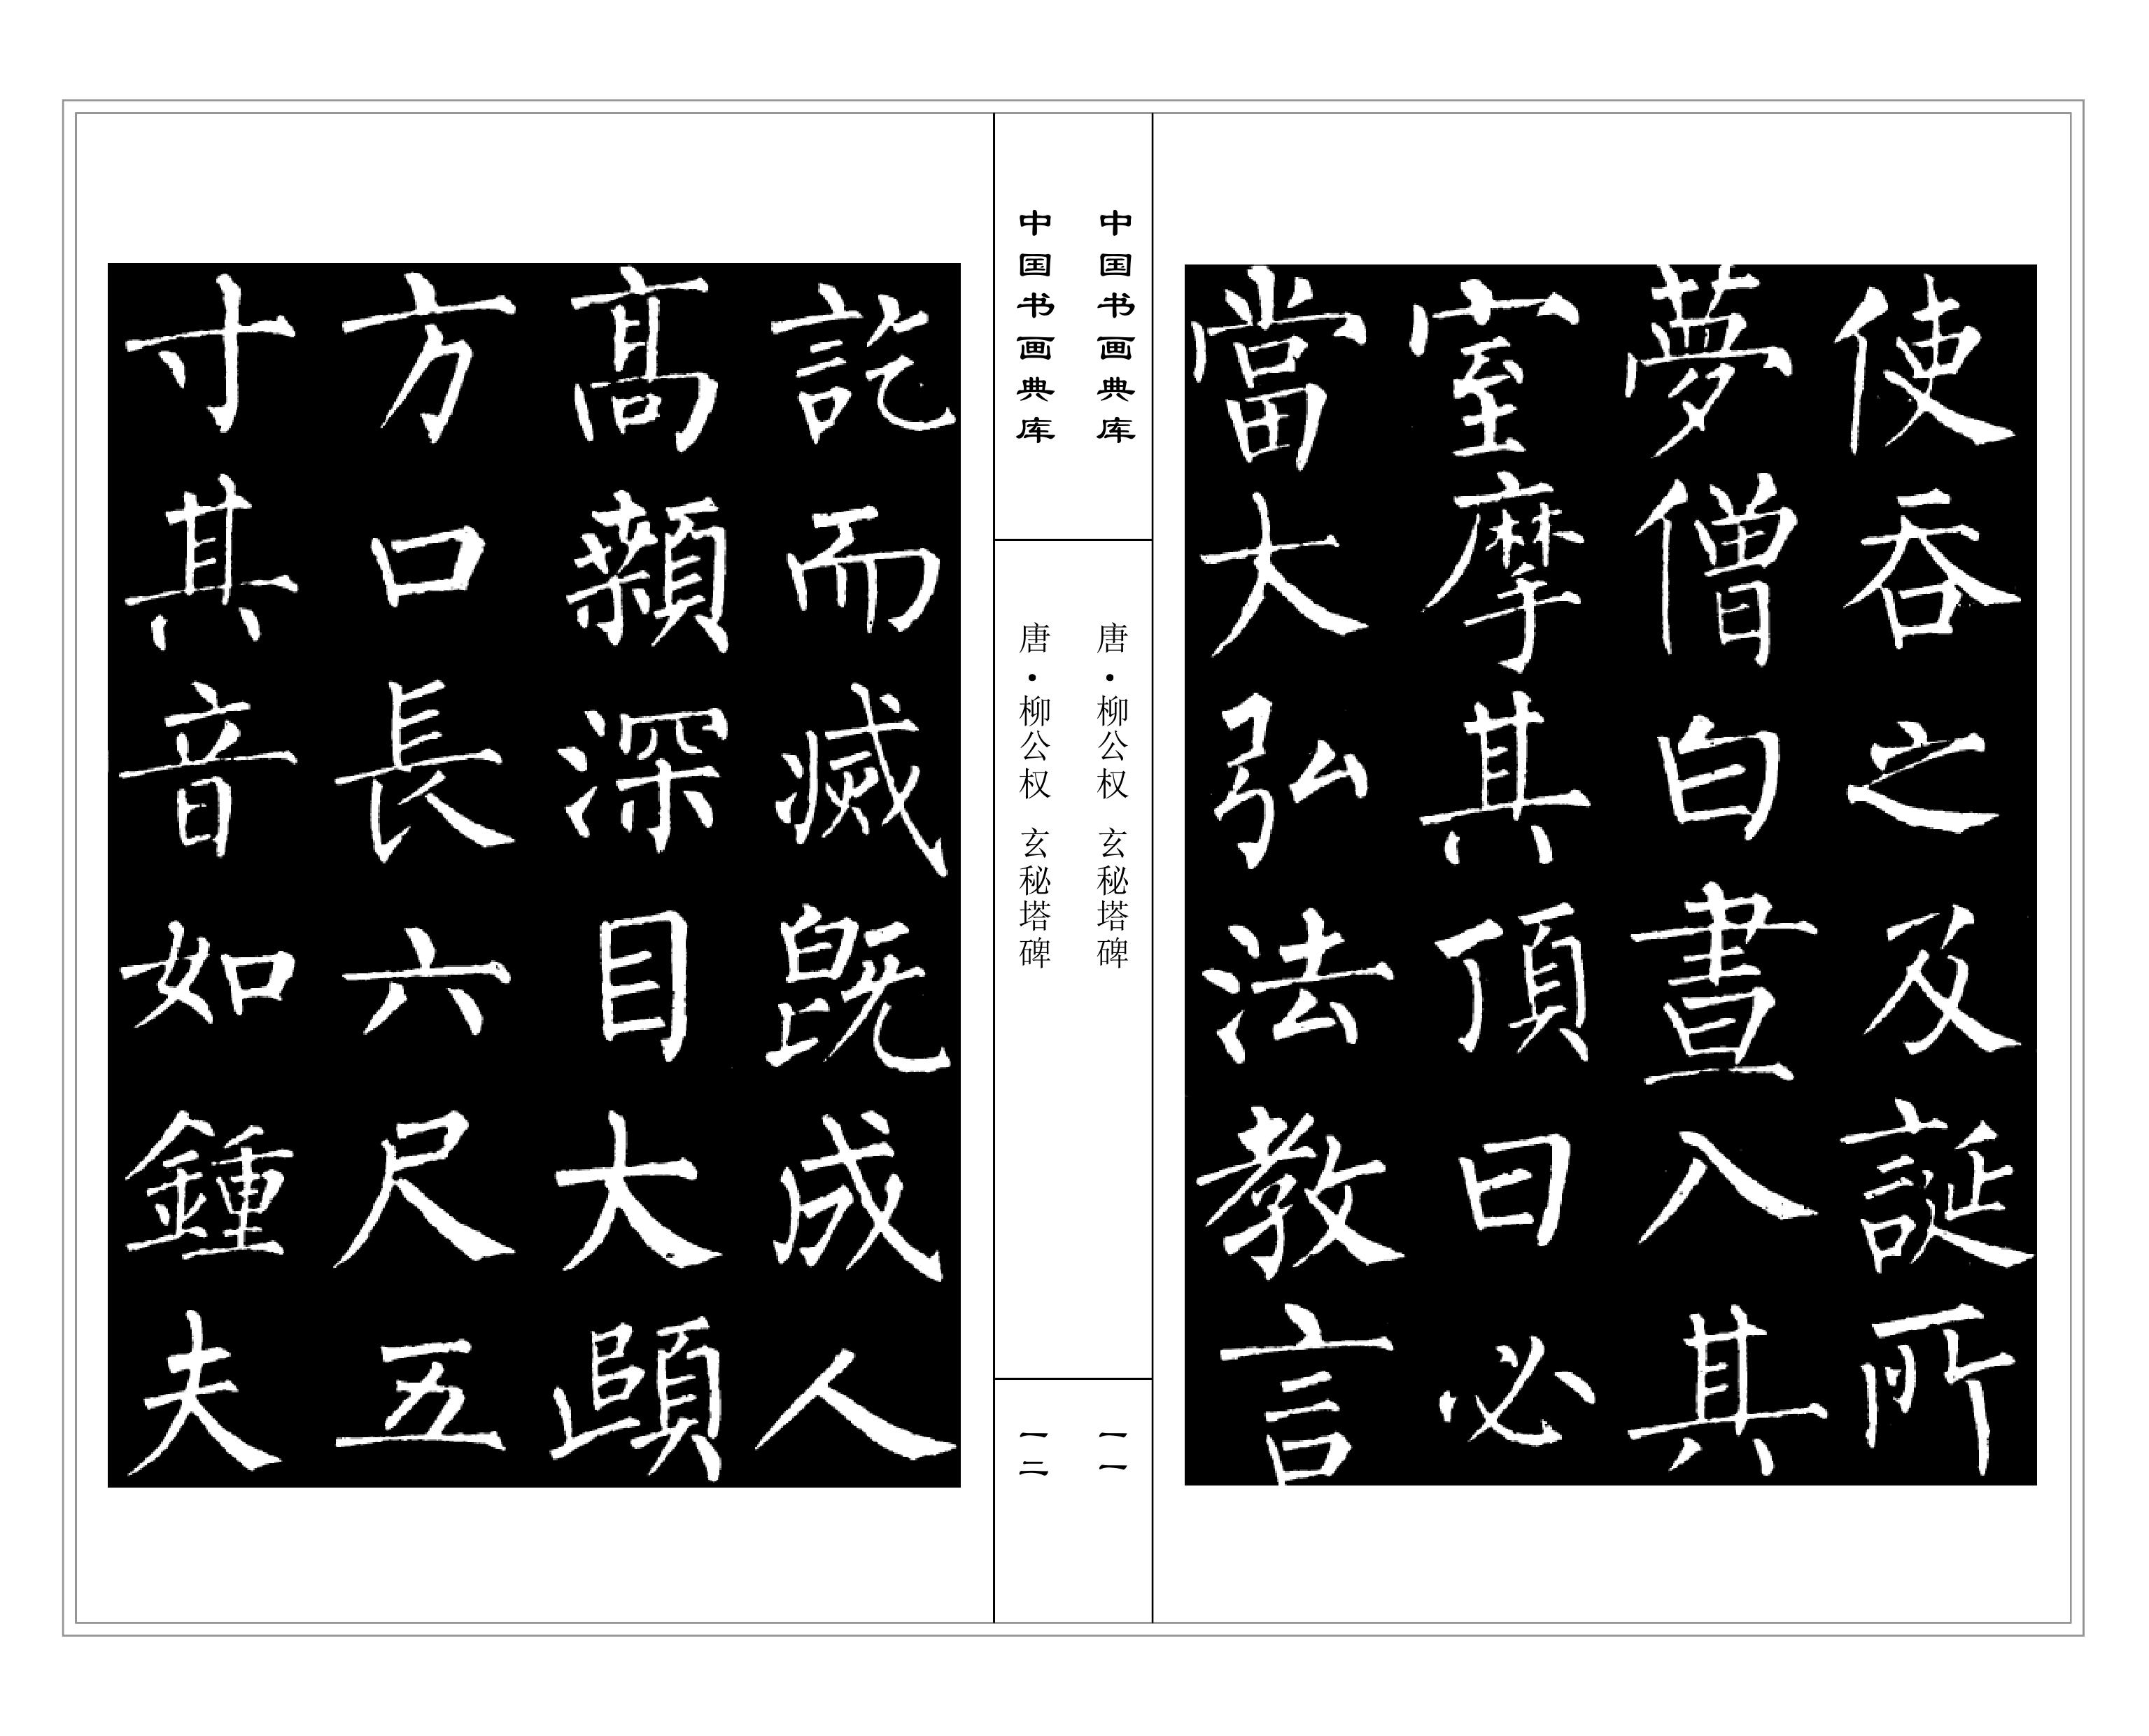 使吞之及誕所
夢僧白晝入其
室摩其頂曰必
當大弘法教言
中国书画典库
唐·柳公权 玄秘塔碑
一一
中国书画典库
唐·柳公权 玄秘塔碑
一二
訖而滅既成人
高顙深目大頤
方口長六尺五
寸其音如鍾夫